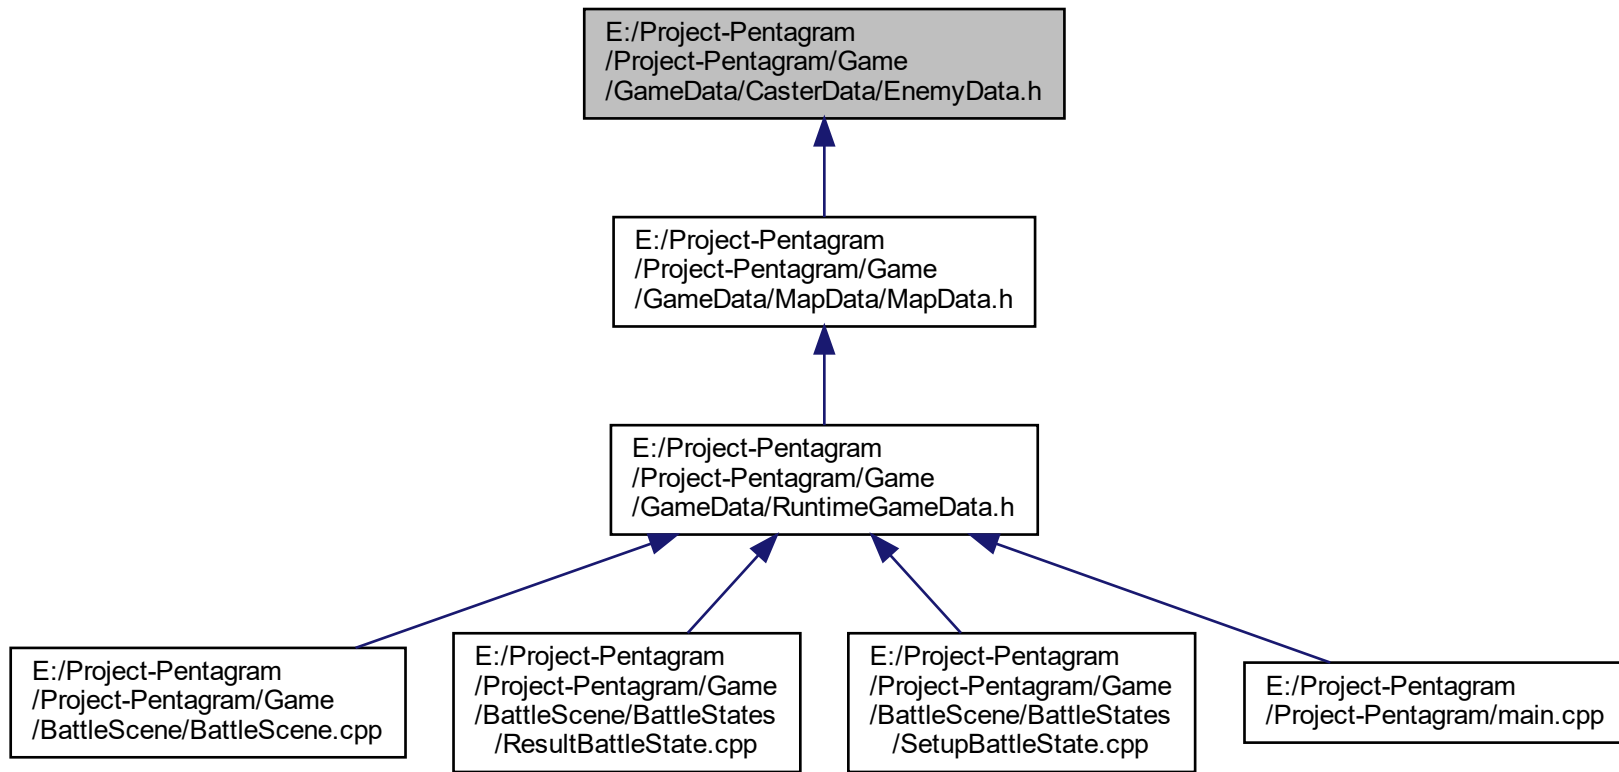 E:/Project-Pentagram
/Project-Pentagram/Game
/GameData/CasterData/EnemyData.h
E:/Project-Pentagram
/Project-Pentagram/Game
/GameData/MapData/MapData.h
E:/Project-Pentagram
/Project-Pentagram/Game
/GameData/RuntimeGameData.h
E:/Project-Pentagram
/Project-Pentagram/Game
/BattleScene/BattleScene.cpp
E:/Project-Pentagram
/Project-Pentagram/Game
/BattleScene/BattleStates
/ResultBattleState.cpp
E:/Project-Pentagram
/Project-Pentagram/Game
/BattleScene/BattleStates
/SetupBattleState.cpp
E:/Project-Pentagram
/Project-Pentagram/main.cpp